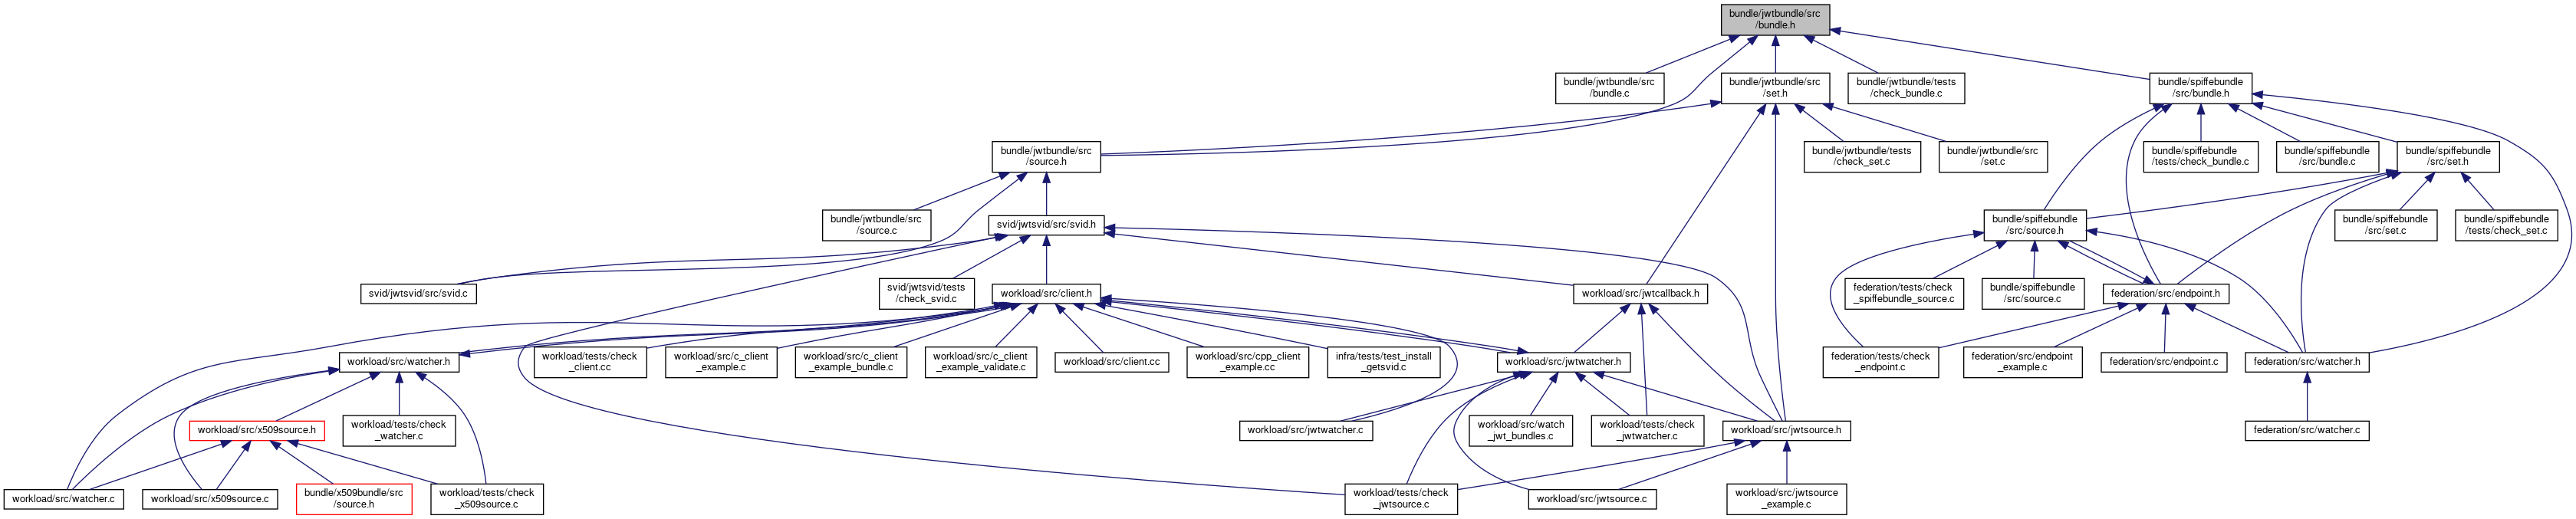 bundle/jwtbundle/src
/bundle.h
bundle/jwtbundle/src
/bundle.c
bundle/jwtbundle/src
/set.h
bundle/jwtbundle/tests
/check_bundle.c
bundle/spiffebundle
/src/bundle.h
bundle/jwtbundle/src
/source.h
bundle/jwtbundle/tests
/check_set.c
bundle/jwtbundle/src
/set.c
bundle/spiffebundle
/tests/check_bundle.c
bundle/spiffebundle
/src/bundle.c
bundle/spiffebundle
/src/set.h
bundle/jwtbundle/src
/source.c
svid/jwtsvid/src/svid.h
bundle/spiffebundle
/src/source.h
bundle/spiffebundle
/src/set.c
bundle/spiffebundle
/tests/check_set.c
svid/jwtsvid/src/svid.c
svid/jwtsvid/tests
/check_svid.c
workload/src/client.h
workload/src/jwtcallback.h
federation/tests/check
_spiffebundle_source.c
bundle/spiffebundle
/src/source.c
federation/src/endpoint.h
workload/src/watcher.h
workload/tests/check
_client.cc
workload/src/c_client
_example.c
workload/src/c_client
_example_bundle.c
workload/src/c_client
_example_validate.c
workload/src/client.cc
workload/src/cpp_client
_example.cc
infra/tests/test_install
_getsvid.c
workload/src/jwtwatcher.h
federation/tests/check
_endpoint.c
federation/src/endpoint
_example.c
federation/src/endpoint.c
federation/src/watcher.h
workload/src/x509source.h
workload/tests/check
_watcher.c
workload/src/jwtwatcher.c
workload/src/watch
_jwt_bundles.c
workload/tests/check
_jwtwatcher.c
workload/src/jwtsource.h
federation/src/watcher.c
workload/src/watcher.c
workload/src/x509source.c
bundle/x509bundle/src
/source.h
workload/tests/check
_x509source.c
workload/tests/check
_jwtsource.c
workload/src/jwtsource.c
workload/src/jwtsource
_example.c